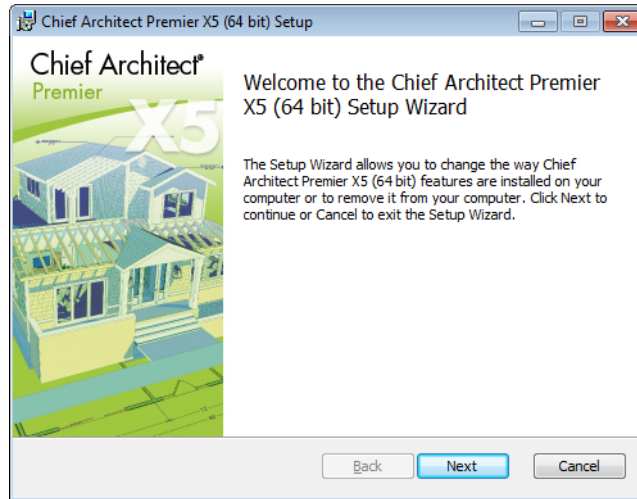 Chief Architect Premier X5 (64 bit) Setup
Chief Architect®
Premier
X5
Welcome to the Chief Architect Premier
X5 (64 bit) Setup Wizard
The Setup Wizard allows you to change the way Chief
Architect Premier X5 (64 bit) features are installed on your
computer or to remove it from your computer. Click Next to
continue or Cancel to exit the Setup Wizard.
Back
Next
Cancel